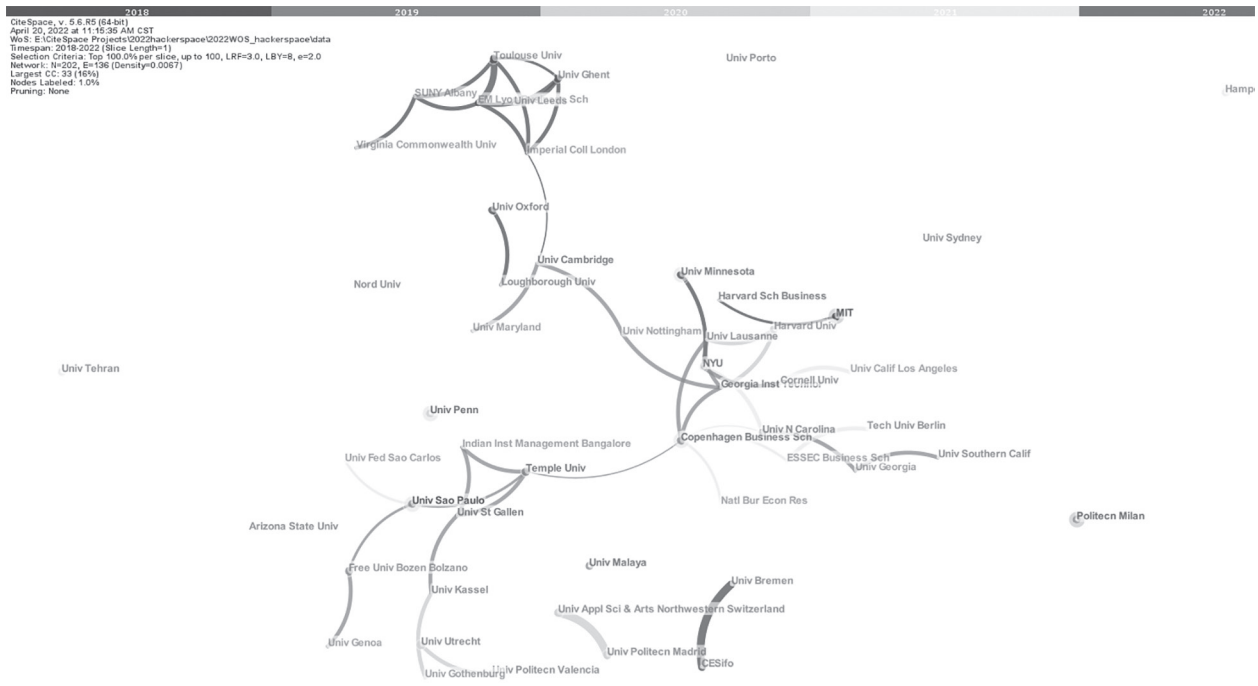 2018 2019 2020 2021 2022
CiteSpace, v. 5.6.R5 (64-bit)
April 20, 2022 at 11:15:35 AM CST
WoS: E:\CiteSpace Projects\2022hackerspace\2022WOS_hackerspace\data
Timespan: 2018-2022 (Slice Length=1)
Selection Criteria: Top 100.0% per slice, up to 100, LRF=3.0, LBY=8, e=2.0
Network: N=202, E=136 (Density=0.0067)
Largest CC: 33 (16%)
Nodes Labeled: 1.0%
Pruning: None
Toulouse Univ
Univ Porto
Univ Ghent
Hamp
SUNY Albany
EM Lyo
Univ Leeds
Sch
Virginia Commonwealth Univ
Imperial Coll London
Univ Oxford
Univ Sydney
Univ Cambridge
Univ Minnesota
Loughborough Univ
Nord Univ
Harvard Sch Business
MIT
Univ Maryland
Univ Nottingham
Harvard Univ
Univ Lausanne
NYU
Univ Tehran
Univ Calif Los Angeles
Georgia Inst
Cornell Univ
Univ Penn
Tech Univ Berlin
Univ N Carolina
Copenhagen Business Sch
Indian Inst Management Bangalore
Univ Southern Calif
Univ Fed Sao Carlos
ESSEC Business Sch
Univ Georgia
Temple Univ
Univ Sao Paulo
Natl Bur Econ Res
Univ St Gallen
Politecn Milan
Arizona State Univ
Univ Malaya
Free Univ Bozen Bolzano
Univ Bremen
Univ Kassel
Univ Appl Sci & Arts Northwestern Switzerland
Univ Genoa
Univ Utrecht
Univ Politecn Madrid
CESifo
Univ Gothenburg
Univ Politecn Valencia